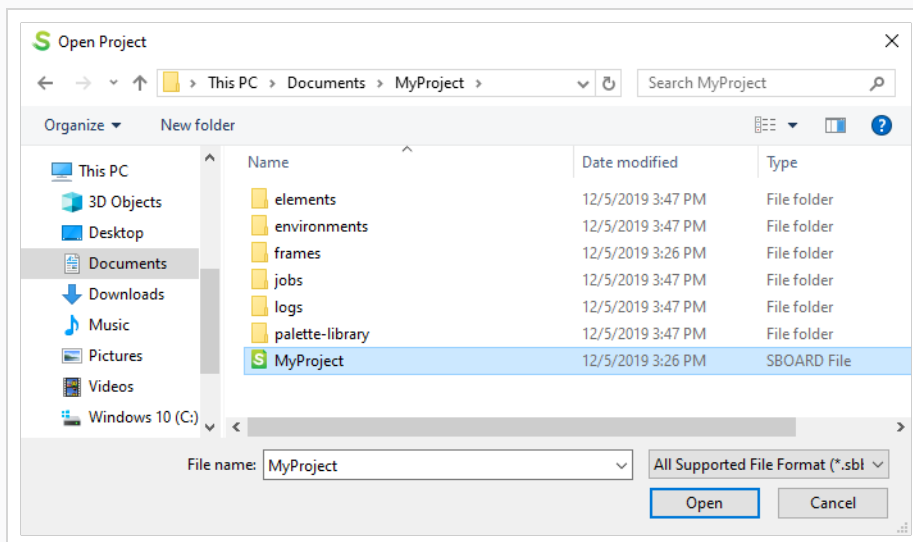 S Open Project
This PC > Documents > MyProject >
Search MyProject
Organize
New folder
Name
Date modified
Type
This PC
3D Objects
Desktop
Documents
Downloads
Music
Pictures
Videos
Windows 10 (C:)
elements 12/5/2019 3:47 PM File folder
environments 12/5/2019 3:47 PM File folder
frames 12/5/2019 3:26 PM File folder
jobs 12/5/2019 3:47 PM File folder
logs 12/5/2019 3:47 PM File folder
palette-library 12/5/2019 3:47 PM File folder
S MyProject 12/5/2019 3:26 PM SBOARD File
File name: MyProject
All Supported File Format (*.sbl
Open
Cancel